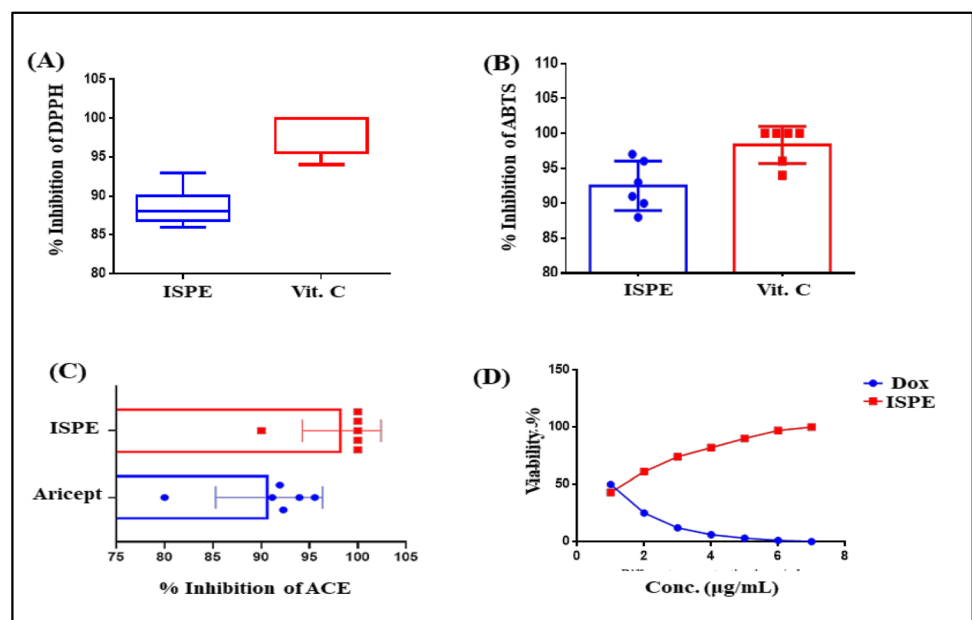 (A)
% Inhibition of DPPH
105
100
95
90
85
80
ISPE
Vit. C
(B)
% Inhibition of ABTS
110
105
100
95
90
85
80
ISPE
Vit. C
(C)
ISPE
Aricept
75 80 90 95 100 105
% Inhibition of ACE
(D)
Viability.%
150
100
50
0
0 2 4 6 8
Conc. (µg/mL)
Dox
ISPE